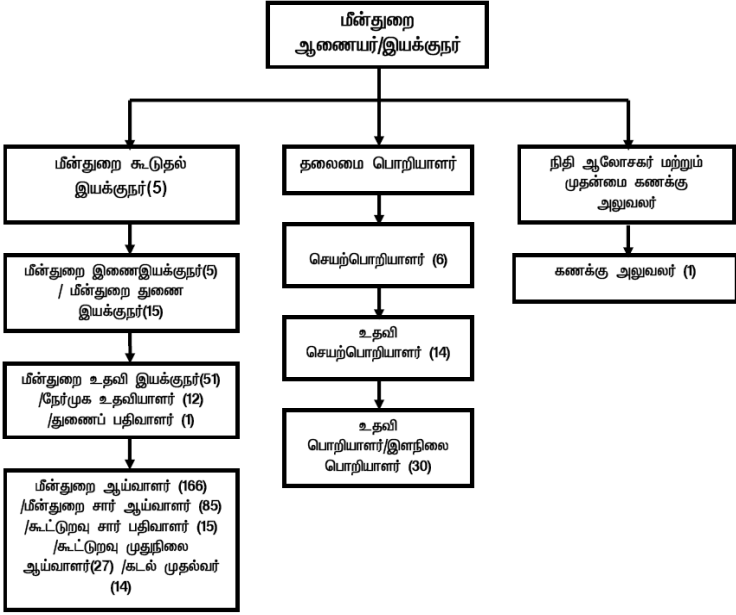 மீன்துறை
ஆணையர்/இயக்குநர்
மீன்துறை கூடுதல்
இயக்குநர்(5)
மீன்துறை இணைஇயக்குநர்(5)
/ மீன்துறை துணை
இயக்குநர்(15)
மீன்துறை உதவி இயக்குநர்(51)
/நேர்முக உதவியாளர் (12)
/துணைப் பதிவாளர் (1)
மீன்துறை ஆய்வாளர் (166)
/மீன்துறை சார் ஆய்வாளர் (85)
/கூட்டுறவு சார் பதிவாளர் (15)
/கூட்டுறவு முதுநிலை
ஆய்வாளர்(27) /கடல் முதல்வர்
(14)
தலைமை பொறியாளர்
செயற்பொறியாளர் (6)
உதவி
செயற்பொறியாளர் (14)
உதவி
பொறியாளர்/இளநிலை
பொறியாளர் (30)
நிதி ஆலோசகர் மற்றும்
முதன்மை கணக்கு
அலுவலர்
கணக்கு அலுவலர் (1)